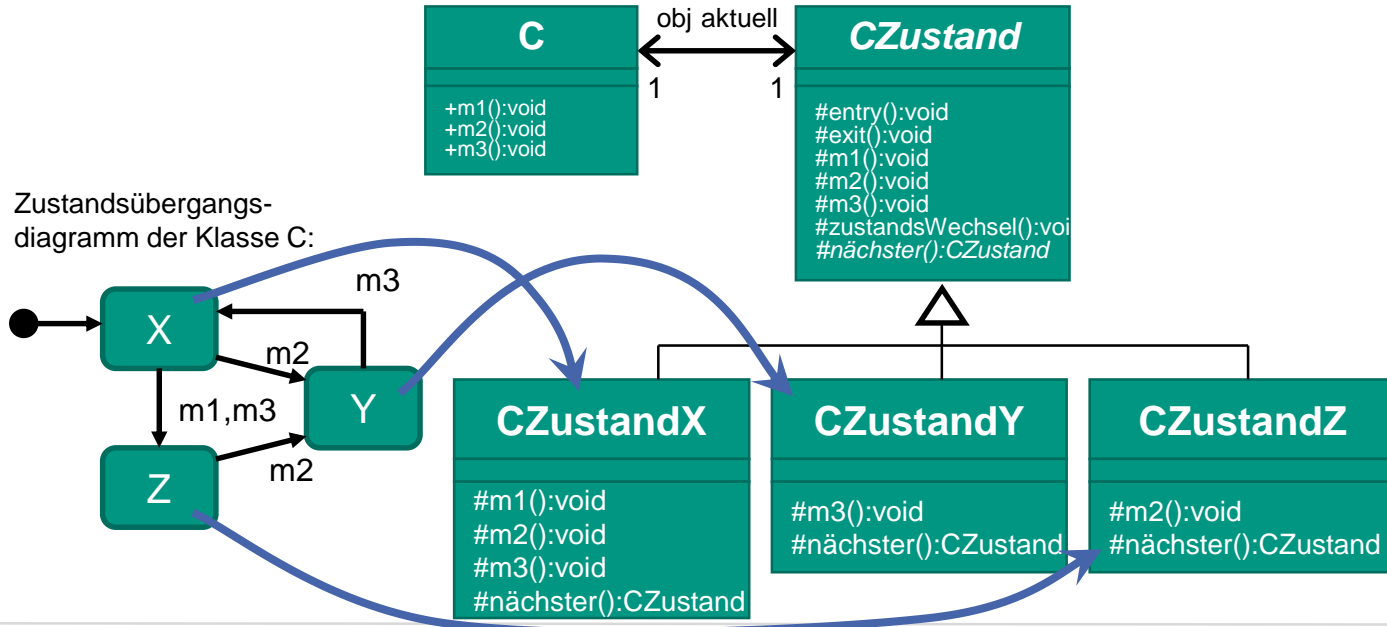 obj aktuell
C
1
+m1():void
+m2():void
+m3():void
CZustand
1
#entry():void
#exit():void
#m1():void
#m2():void
#m3():void
#zustandsWechsel():voi
#nächster():CZustand
Zustandsübergangs-
diagramm der Klasse C:
m3
X
m2
Y
m1,m3
Z
m2
CZustandX
#m1():void
#m2():void
#m3():void
#nächster():CZustand
CZustandY
#m3():void
#nächster():CZustand
CZustandZ
#m2():void
#nächster():CZustand